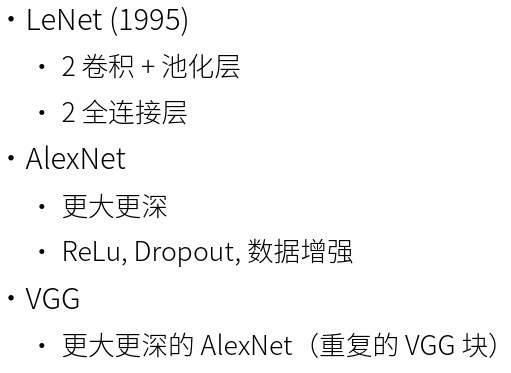 • LeNet (1995)
• 2 卷积 + 池化层
• 2 全连接层
• AlexNet
• 更大更深
• ReLu, Dropout, 数据增强
• VGG
• 更大更深的 AlexNet（重复的 VGG 块）